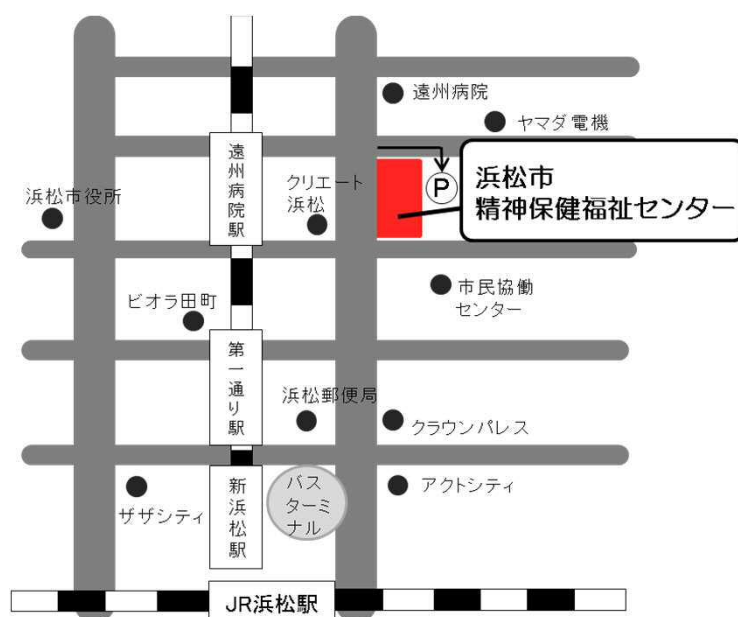 遠州病院
ヤマダ電機
遠州病院駅
P
浜松市
精神保健福祉センター
クリエート
浜松
浜松市役所
市民協働
センター
ビオラ田町
第一通り駅
浜松郵便局
クラウンパレス
新浜松駅
バス
ターミ
ナル
アクトシティ
ザザシティ
JR浜松駅